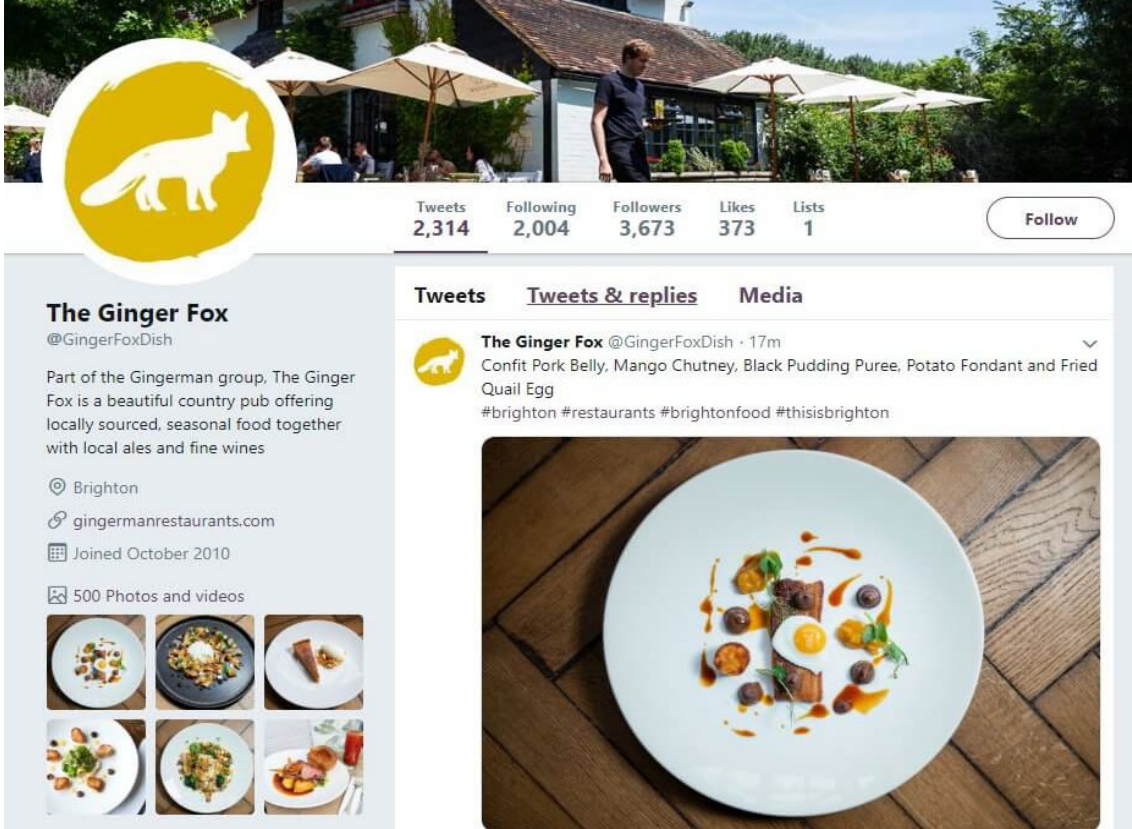 Tweets Following Followers Likes Lists
2,314 2,004 3,673 373 1
Follow
The Ginger Fox
@GingerFoxDish
Part of the Gingerman group, The Ginger
Fox is a beautiful country pub offering
locally sourced, seasonal food together
with local ales and fine wines
Brighton
gingermanrestaurants.com
Joined October 2010
500 Photos and videos
Tweets Tweets & replies Media
The Ginger Fox @GingerFoxDish · 17m
Confit Pork Belly, Mango Chutney, Black Pudding Puree, Potato Fondant and Fried
Quail Egg
#brighton #restaurants #brightonfood #thisisbrighton